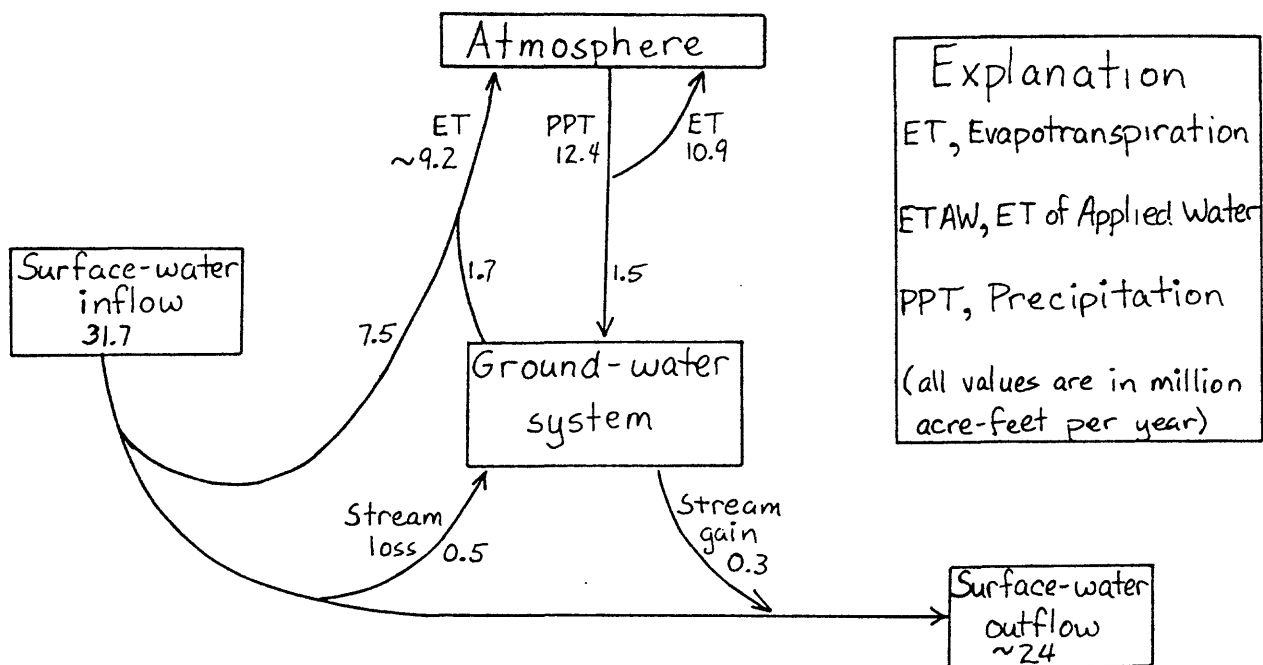 Atmosphere
ET
~9.2
PPT
12.4
ET
10.9
Surface-water
inflow
31.7
7.5
1.7
1.5
Ground-water
system
Stream
loss 0.5
Stream
gain
0.3
Surface-water
outflow
~24
Explanation
ET, Evapotranspiration
ETAW, ET of Applied Water
PPT, Precipitation
(all values are in million
acre-feet per year)